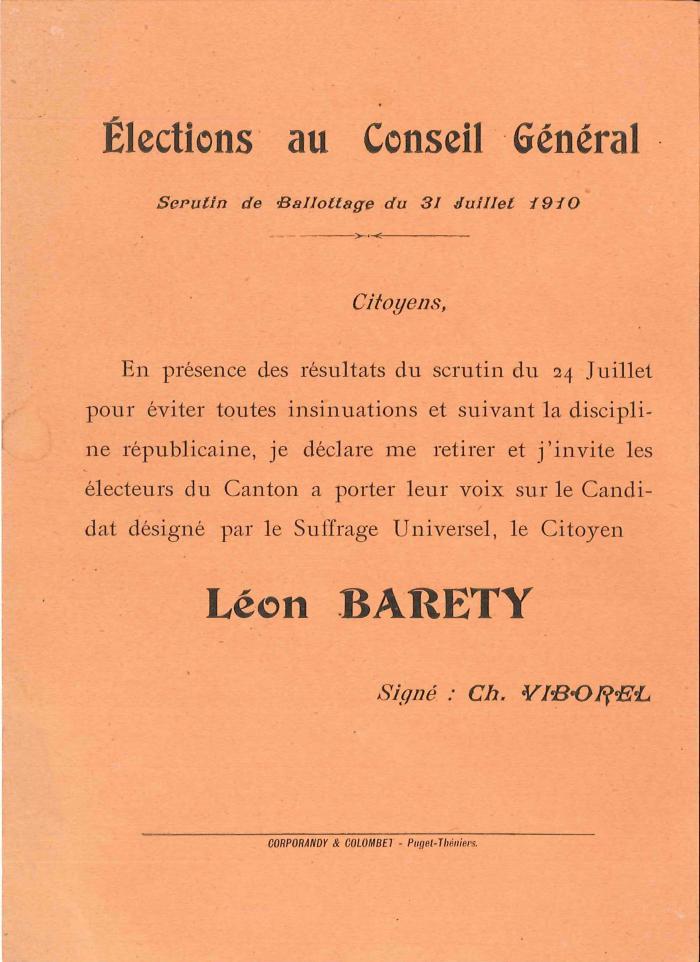 Élections au Conseil Général
Scrutin de Ballottage du 31 Juillet 1910
Citoyens,
En présence des résultats du scrutin du 24 Juillet
pour éviter toutes insinuations et suivant la discipli-
ne républicaine, je déclare me retirer et j'invite les
électeurs du Canton a porter leur voix sur le Candi-
dat désigné par le Suffrage Universel, le Citoyen
Léon BARETY
Signé : Ch. VIBOREL
CORPORANDY & COLOMBET - Puget-Théniers.